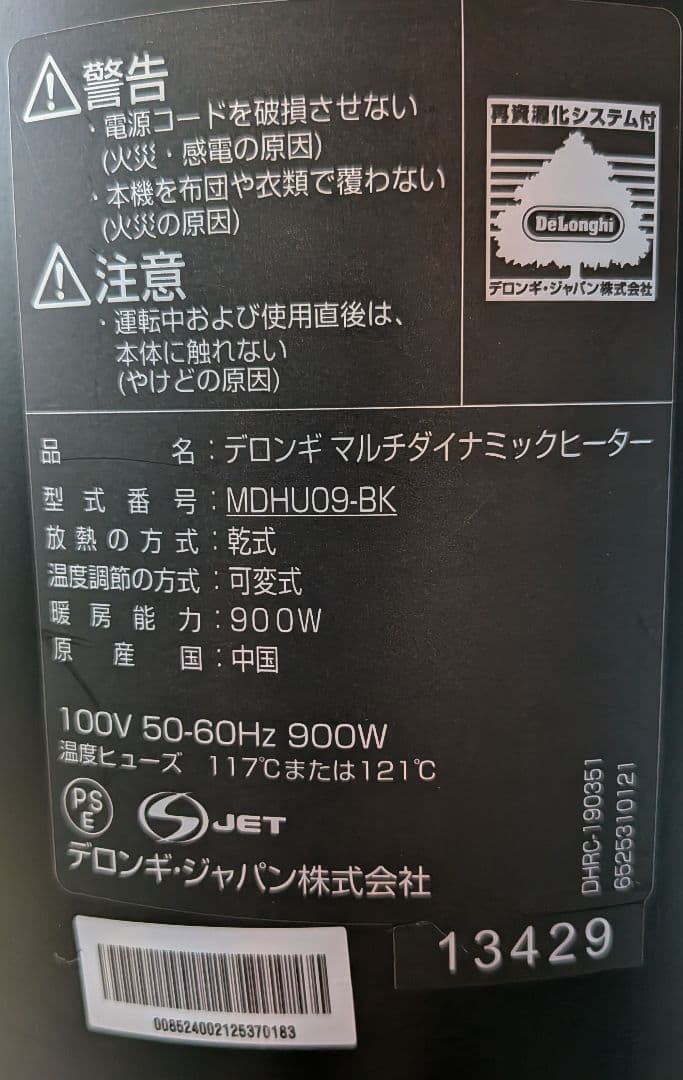 警告
・電源コードを破損させない
(火災・感電の原因)
・本機を布団や衣類で覆わない
(火災の原因)
注意
・運転中および使用直後は、
本体に触れない
(やけどの原因)
再資源化システム付
DeLonghi
デロンギ・ジャパン株式会社
品名：デロンギ マルチダイナミックヒーター
型式番号：MDHU09-BK
放熱の方式：乾式
温度調節の方式：可変式
暖房能力：900W
原産国：中国
100V 50-60Hz 900W
温度ヒューズ 117℃または121℃
PS
E
S JET
デロンギ・ジャパン株式会社
DHRC-190351
6525310121
13429
008524002125370183